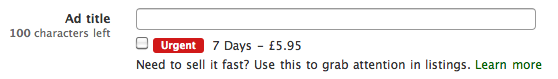 Ad title
100 characters left
Urgent 7 Days – £5.95
Need to sell it fast? Use this to grab attention in listings. Learn more